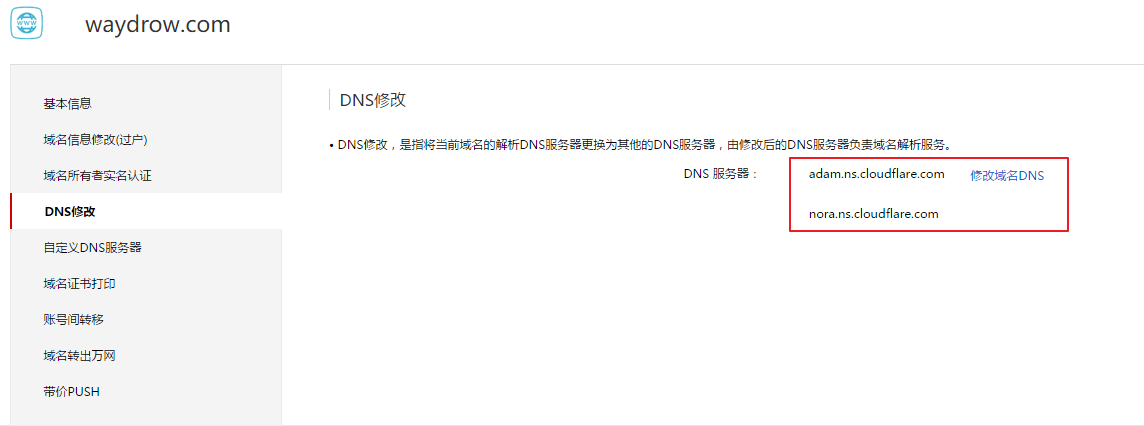 www
waydrow.com
基本信息
域名信息修改(过户)
域名所有者实名认证
DNS修改
自定义DNS服务器
域名证书打印
账号间转移
域名转出万网
带价PUSH
DNS修改
• DNS修改，是指将当前域名的解析DNS服务器更换为其他的DNS服务器，由修改后的DNS服务器负责域名解析服务。
DNS 服务器： adam.ns.cloudflare.com 修改域名DNS
nora.ns.cloudflare.com